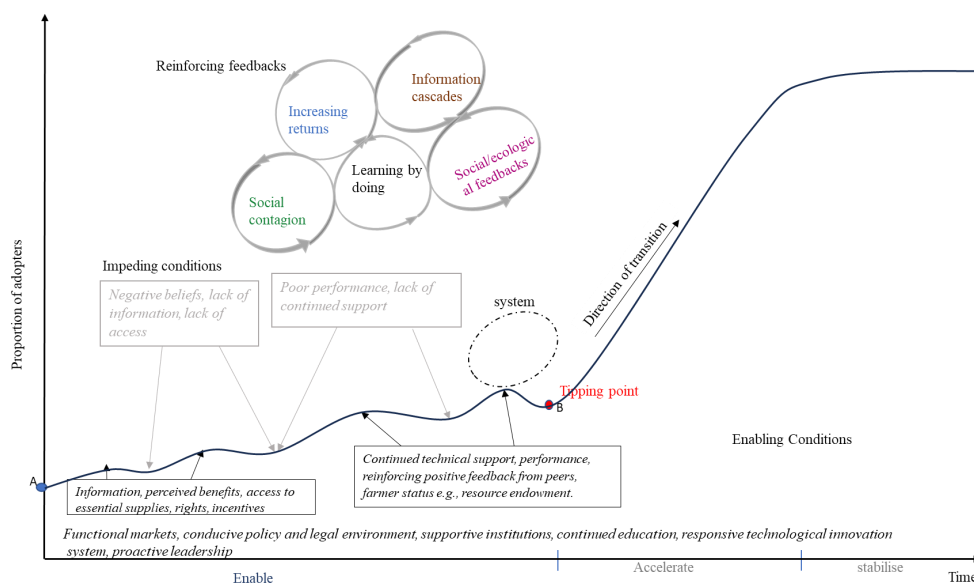 Reinforcing feedbacks
Information
cascades
Increasing
returns
Learning by
doing
Social/ecologic
al feedbacks
Social
contagion
Proportion of adopters
Impeding conditions
Negative beliefs, lack of
information, lack of
access
Poor performance, lack of
continued support
system
Direction of transition
Tipping point
B
Enabling Conditions
A
Continued technical support, performance,
reinforcing positive feedback from peers,
farmer status e.g., resource endowment.
Information, perceived benefits, access to
essential supplies, rights, incentives
Functional markets, conducive policy and legal environment, supportive institutions, continued education, responsive technological innovation
system, proactive leadership
Enable
Accelerate
stabilise
Time